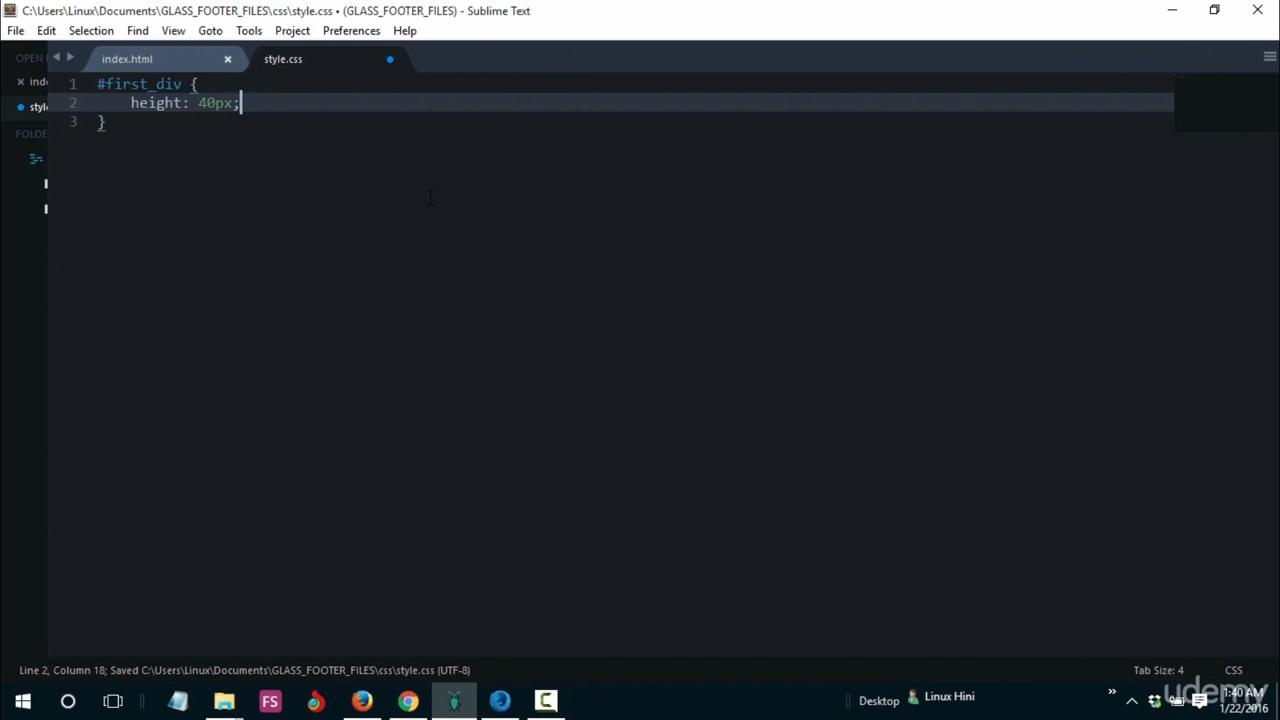 C:\Users\Linux\Documents\GLASS_FOOTER_FILES\css\style.css • (GLASS_FOOTER_FILES) - Sublime Text
File Edit Selection Find View Goto Tools Project Preferences Help
OPEN
index.html
style.css
inde
style
FOLDE
1 #first_div {
2 height: 40px;
3 }
Line 2, Column 18; Saved C:\Users\Linux\Documents\GLASS_FOOTER_FILES\css\style.css (UTF-8)
Tab Size: 4
CSS
FS
Desktop
Linux Hini
1:40 AM
1/22/2016
udemy